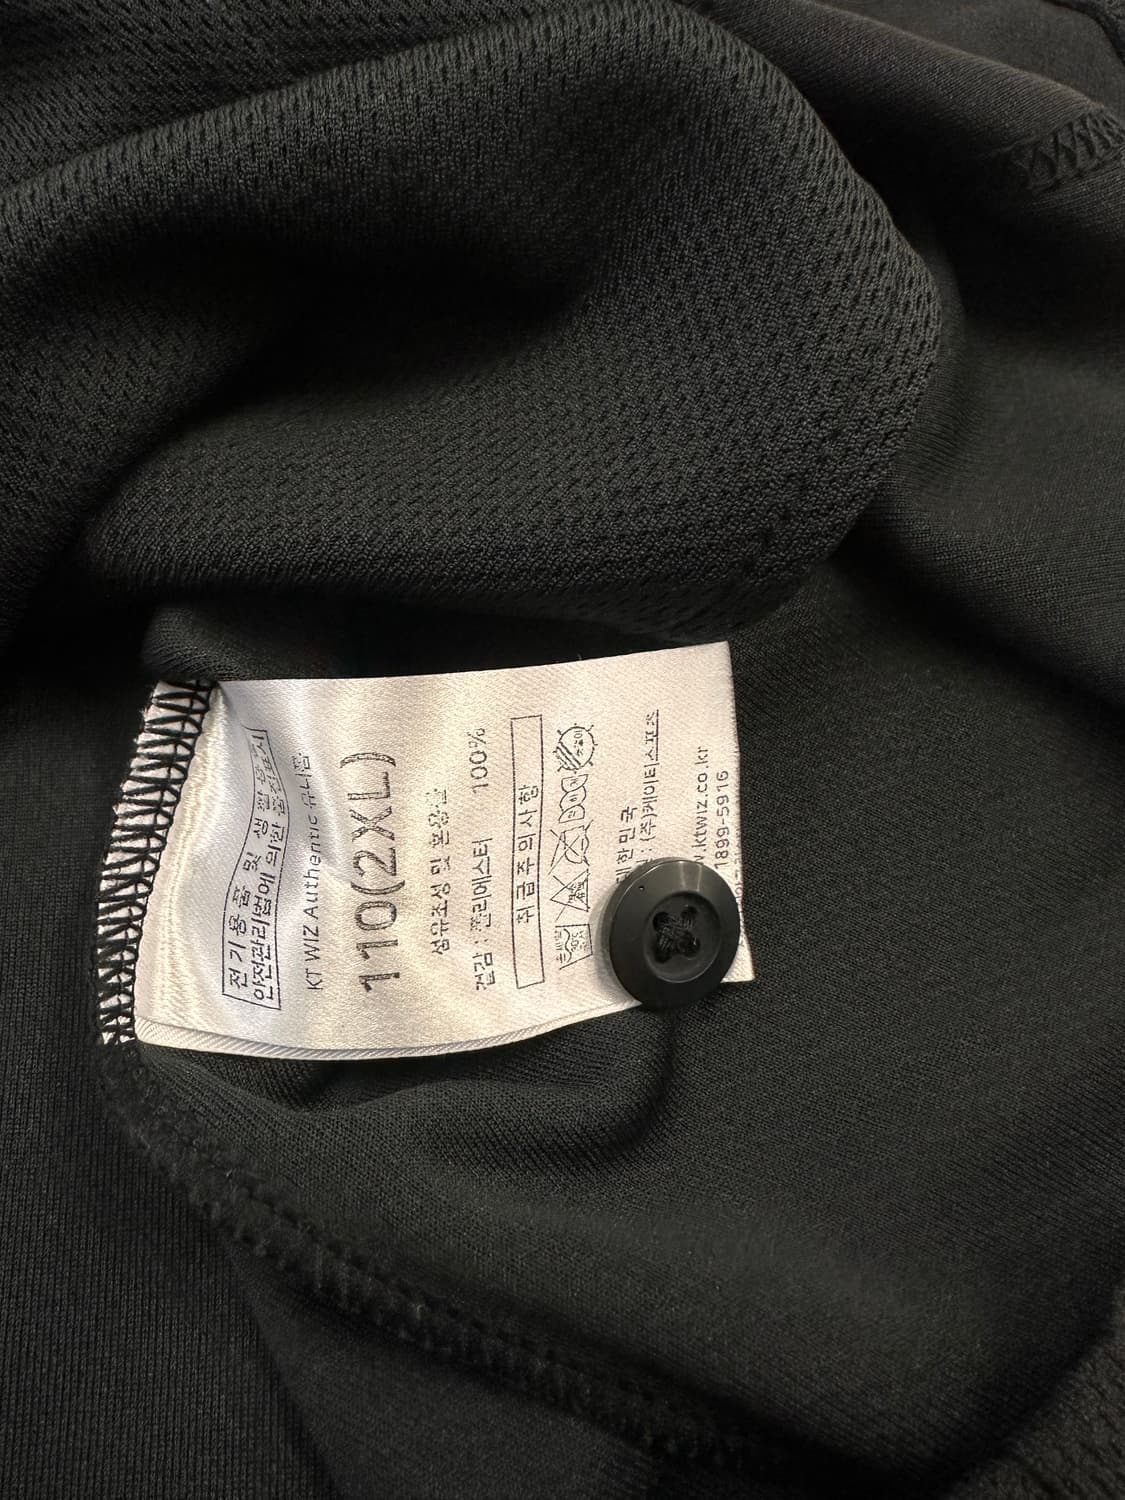 전기용품 및 생활용품
안전관리법에 의한 품질표시
KT WIZ Authentic 유니폼
110(2XL)
섬유조성 및 혼용율
겉감 : 폴리에스터 100%
취급주의사항
대한민국
: (주)케이티스포츠
.ktwiz.co.kr
1899-5916